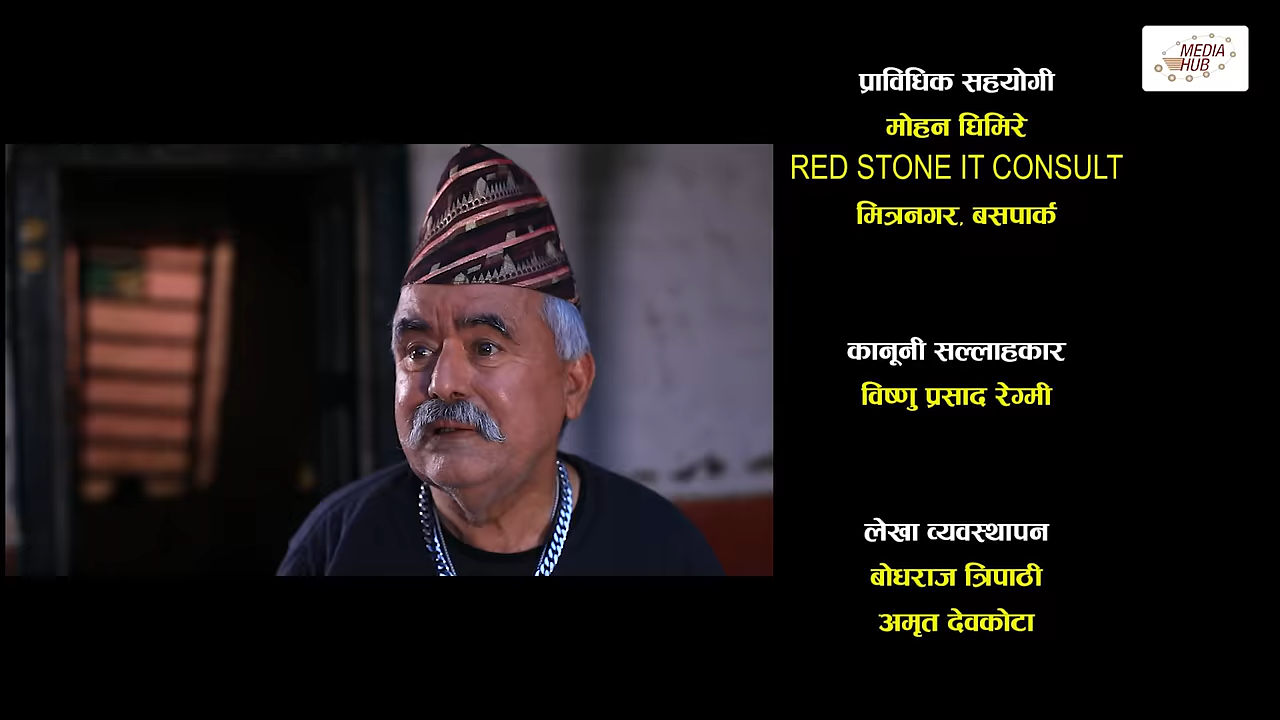 MEDIA
HUB
प्राविधिक सहयोगी
मोहन घिमिरे
RED STONE IT CONSULT
मित्रनगर, बसपार्क
कानूनी सल्लाहकार
विष्णु प्रसाद रेग्मी
लेखा व्यवस्थापन
बोधराज त्रिपाठी
अमृत देवकोटा